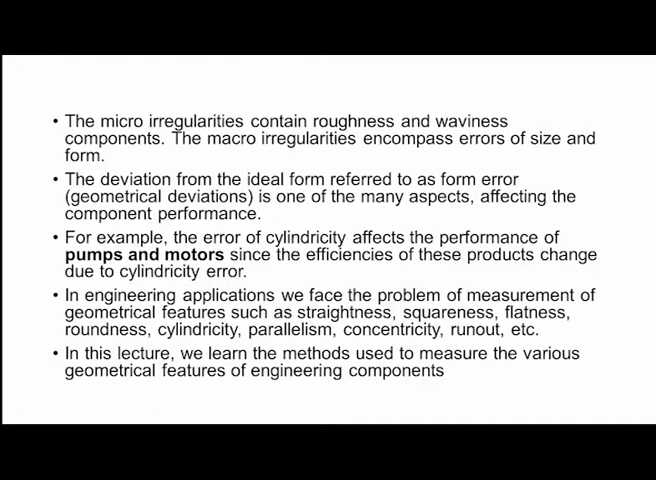 • The micro irregularities contain roughness and waviness
components. The macro irregularities encompass errors of size and
form.
• The deviation from the ideal form referred to as form error
(geometrical deviations) is one of the many aspects, affecting the
component performance.
• For example, the error of cylindricity affects the performance of
pumps and motors since the efficiencies of these products change
due to cylindricity error.
• In engineering applications we face the problem of measurement of
geometrical features such as straightness, squareness, flatness,
roundness, cylindricity, parallelism, concentricity, runout, etc.
• In this lecture, we learn the methods used to measure the various
geometrical features of engineering components